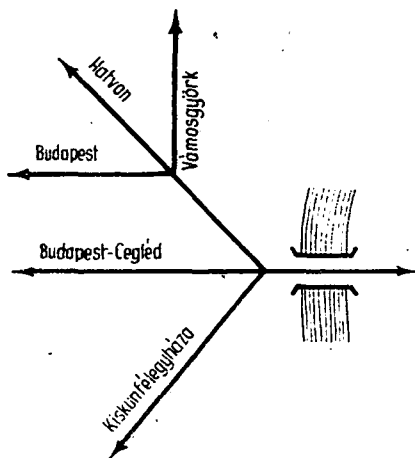 Hatvan
Vámosgyörk
Budapest
Budapest-Cegléd
Kiskunfélegyháza